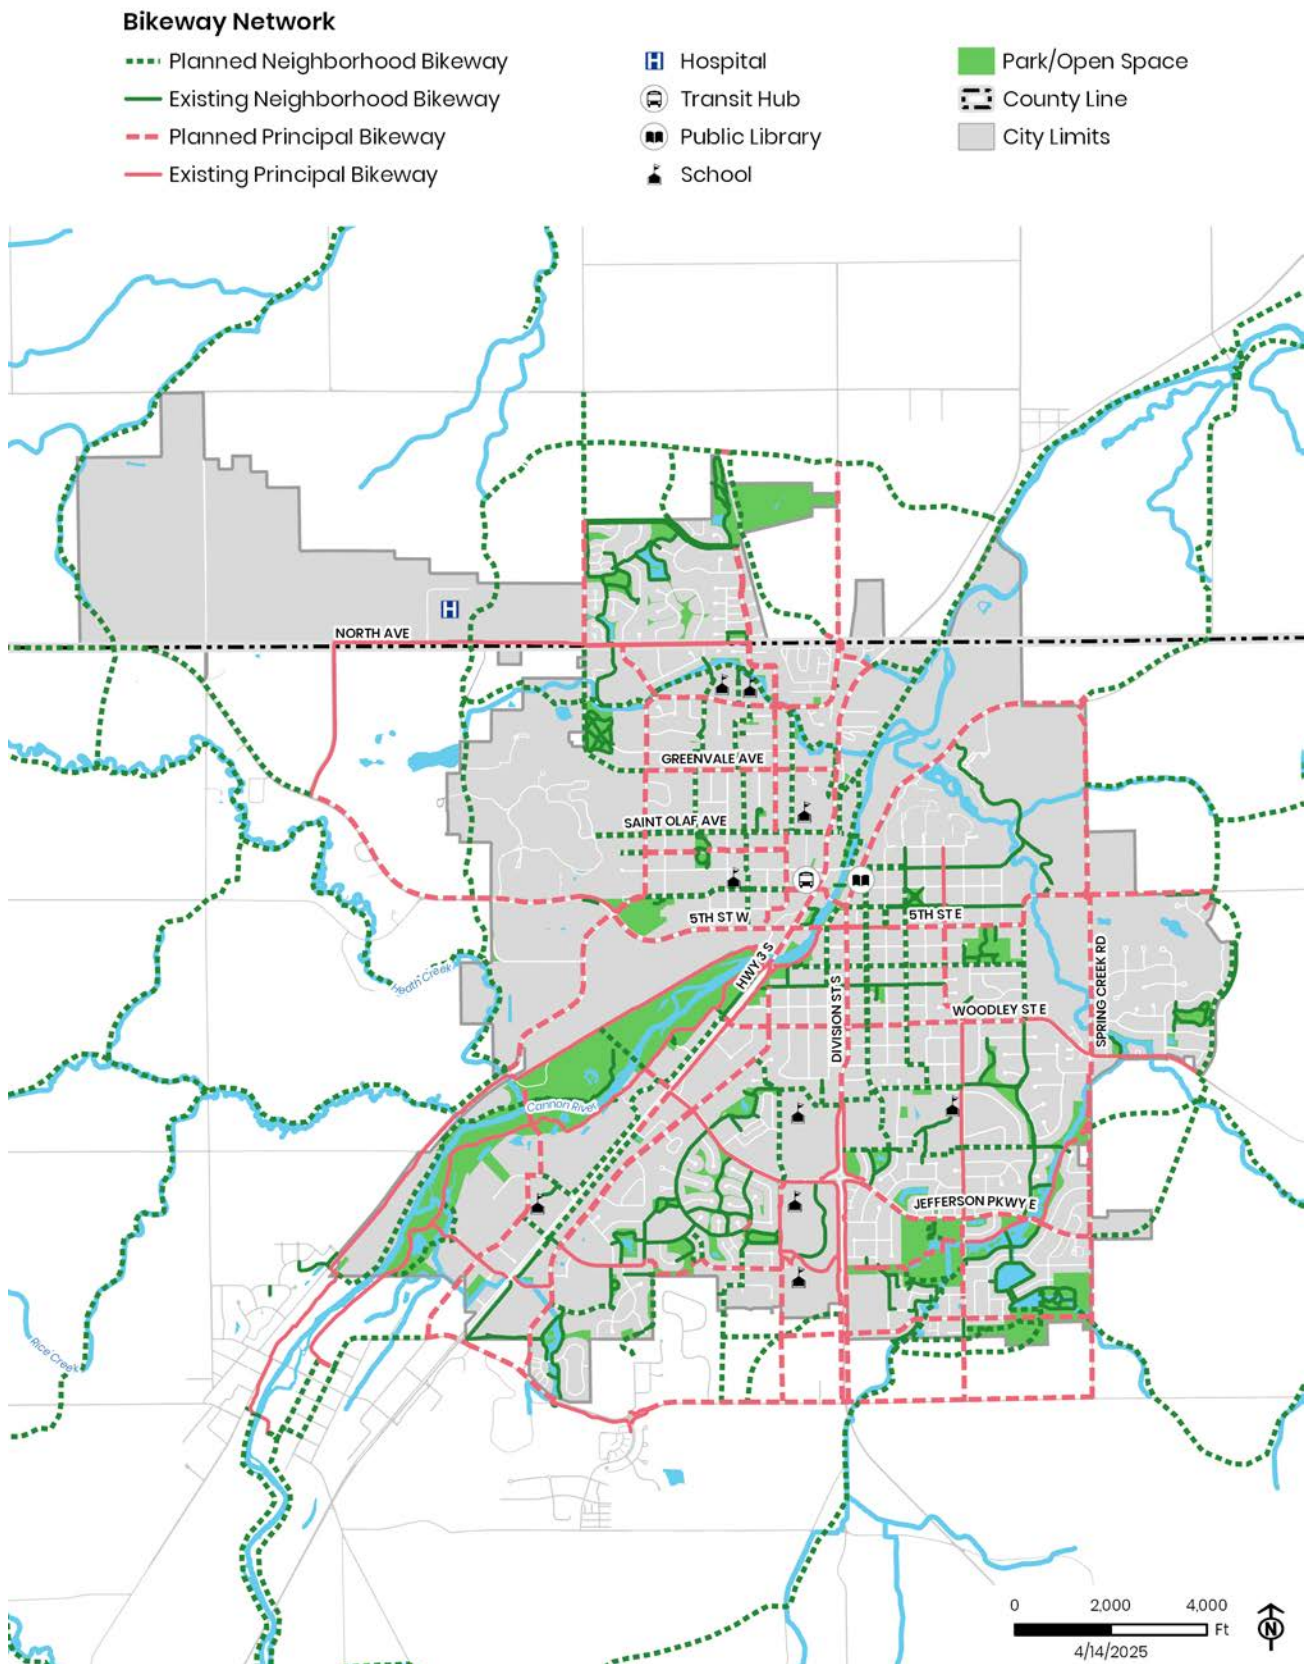 Bikeway Network
Planned Neighborhood Bikeway
Existing Neighborhood Bikeway
Planned Principal Bikeway
Existing Principal Bikeway
Hospital
Transit Hub
Public Library
School
Park/Open Space
County Line
City Limits
H
NORTH AVE
GREENVALE AVE
SAINT OLAF AVE
5TH ST W
5TH ST E
HWY 3 S
DIVISION ST S
WOODLEY ST E
SPRING CREEK RD
Heath Creek
Cannon River
JEFFERSON PKWY E
Rice Creek
0 2,000 4,000
Ft
4/14/2025
N